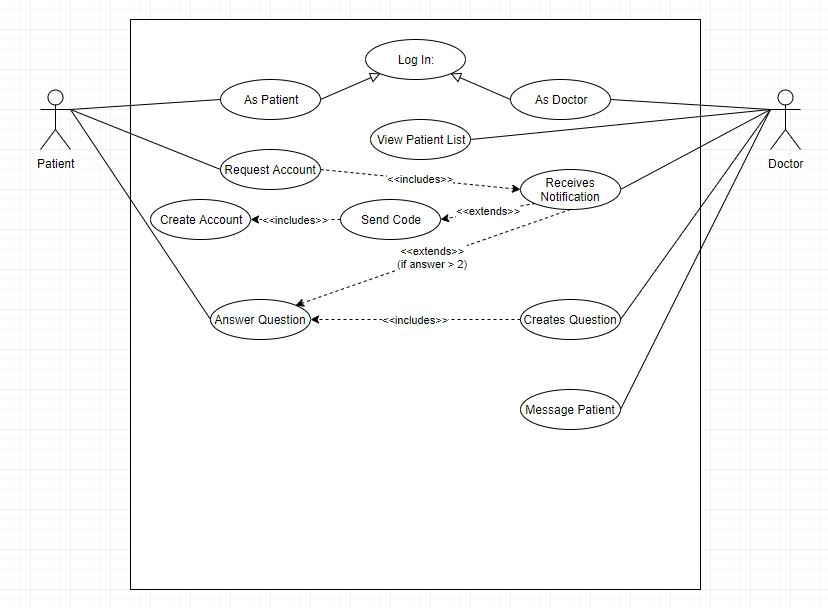 Log In:
As Patient
As Doctor
View Patient List
Patient
Doctor
Request Account
<<includes>>
Receives
Notification
Create Account
<<includes>>
Send Code
<<extends>>
<<extends>>
(if answer > 2)
Answer Question
<<includes>>
Creates Question
Message Patient